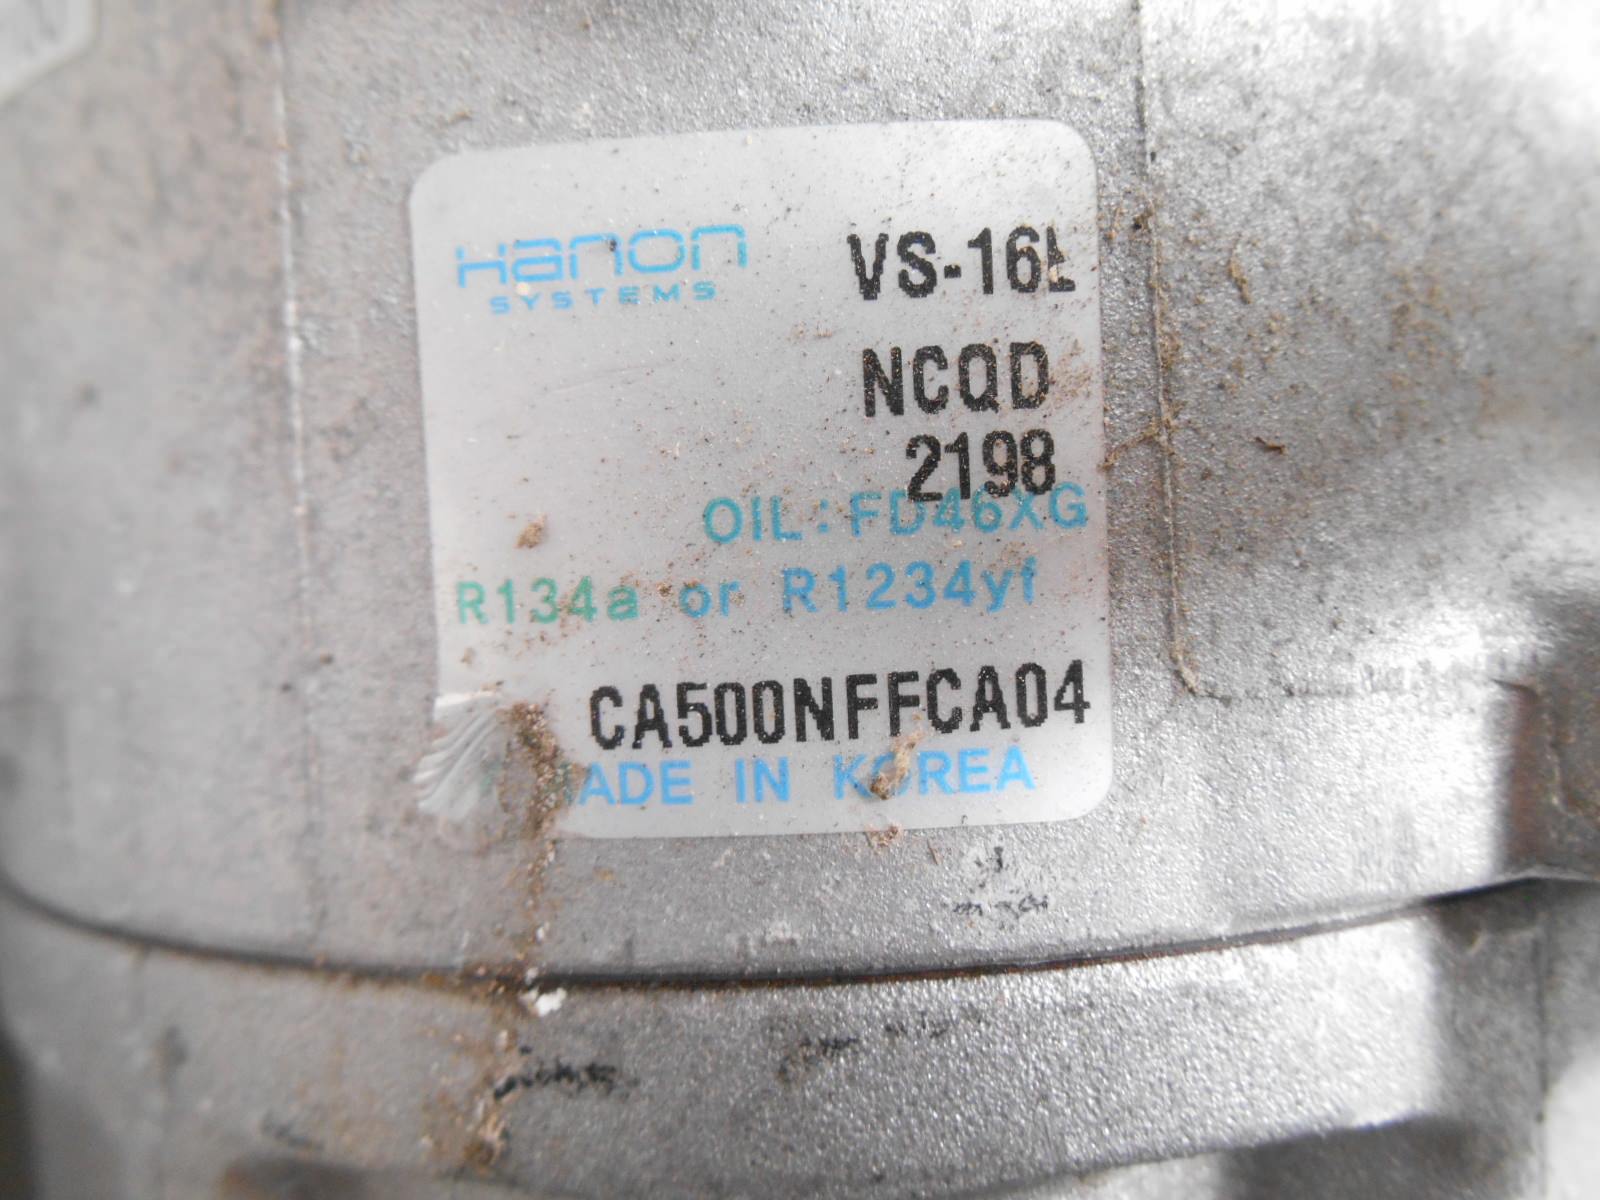 Hanon
SYSTEMS
VS-16E
NCQD
2198
OIL: FD46XG
R134a or R1234yf
CA500NFFCA04
MADE IN KOREA